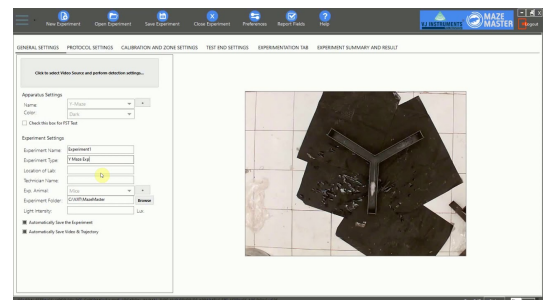 New Experiment Open Experiment Save Experiment Close Experiment Preferences Report Fields Help
VJ INSTRUMENTS MAZE MASTER Logout
GENERAL SETTINGS PROTOCOL SETTINGS CALIBRATION AND ZONE SETTINGS TEST END SETTINGS EXPERIMENTATION TAB EXPERIMENT SUMMARY AND RESULT
Click to select Video Source and perform detection settings...
Apparatus Settings
Name: Y-Maze +
Color: Dark
Check this box for FST Test
Experiment Settings
Experiment Name: Experiment1
Experiment Type: Y Maze Exp
Location of Lab:
Technician Name:
Exp. Animal: Mice +
Experiment Folder: Browse
Light Intensity: Lux
Automatically Save the Experiment
Automatically Save Video & Trajectory